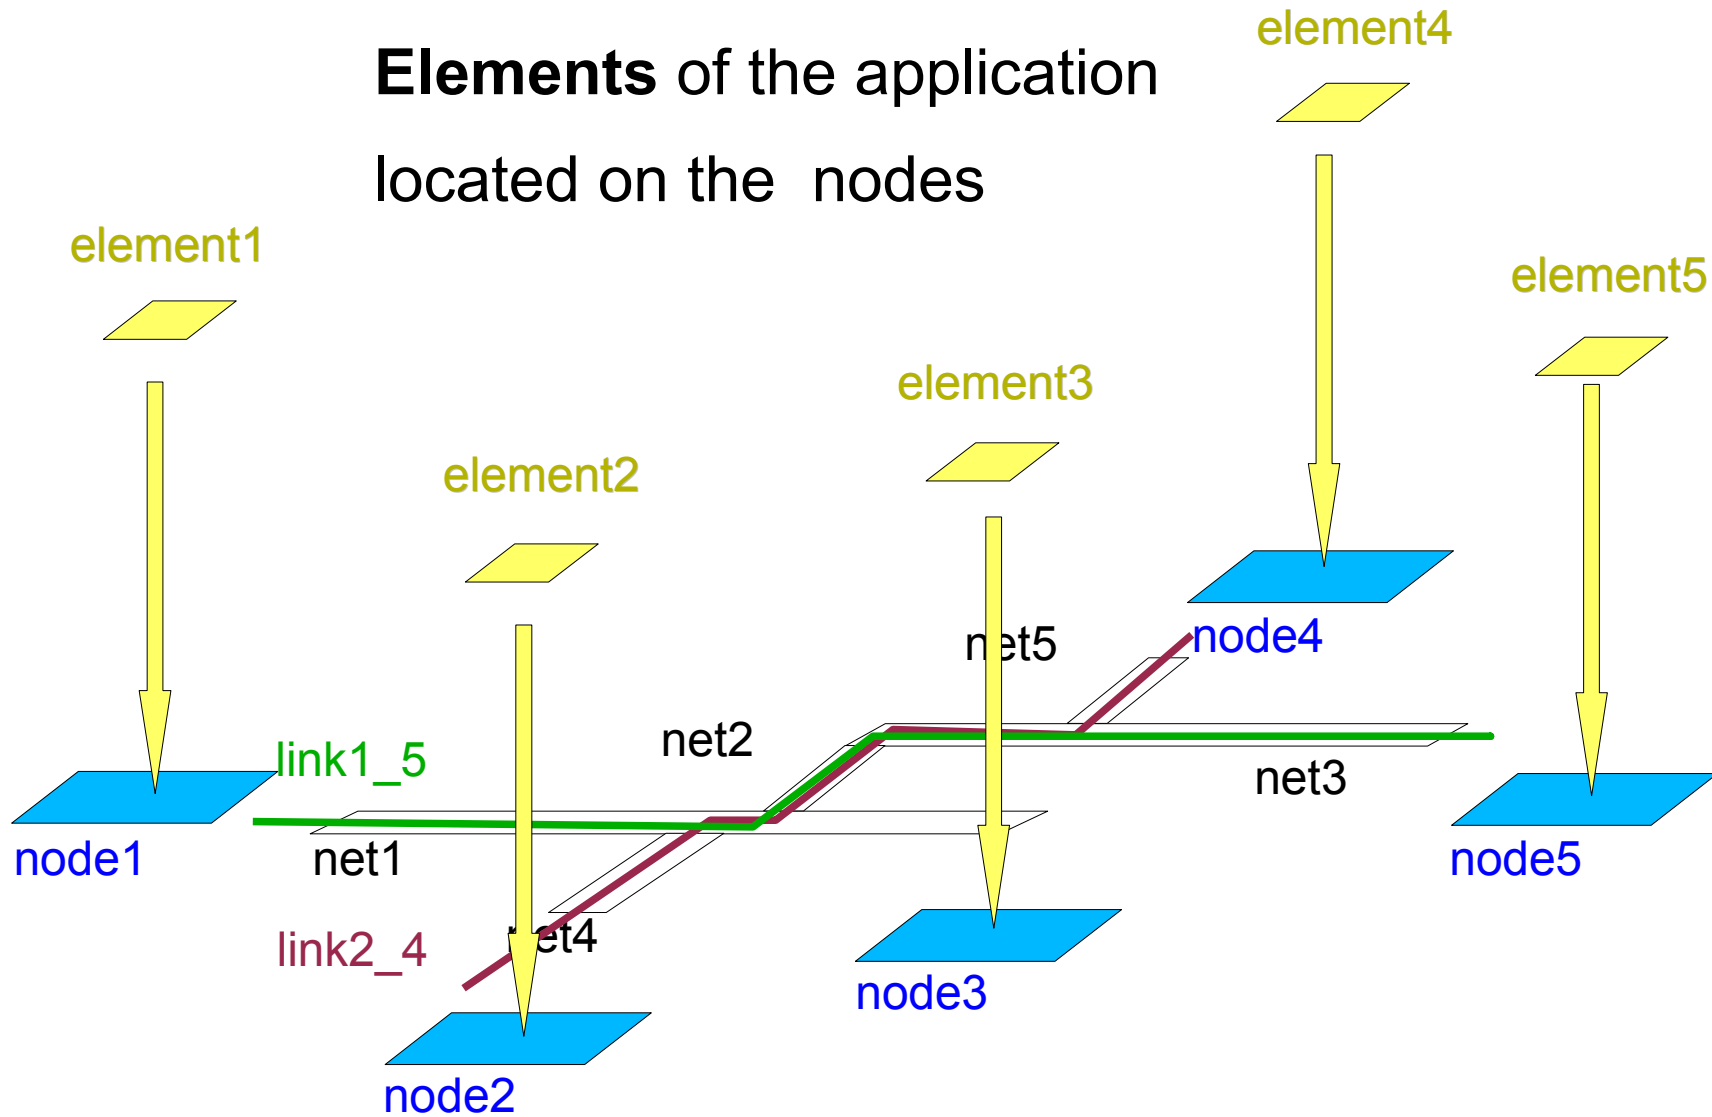 element4
Elements of the application
located on the nodes
element1
element5
element3
element2
net5
node4
net2
link1_5
net3
net1
node1
node5
net4
link2_4
node3
node2